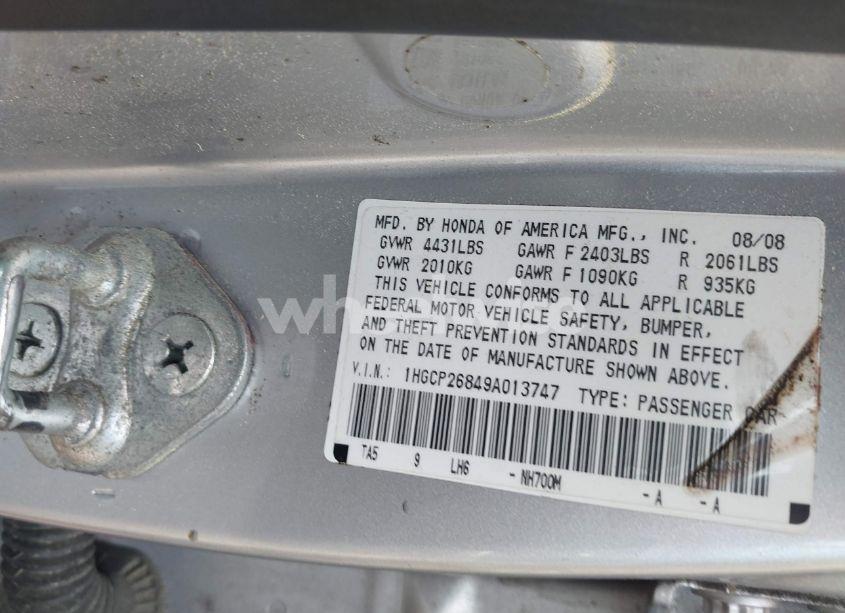 MFD. BY HONDA OF AMERICA MFG., INC. 08/08
GVWR 4431LBS GAWR F 2403LBS R 2061LBS
GVWR 2010KG GAWR F 1090KG R 935KG
THIS VEHICLE CONFORMS TO ALL APPLICABLE
FEDERAL MOTOR VEHICLE SAFETY, BUMPER,
AND THEFT PREVENTION STANDARDS IN EFFECT
ON THE DATE OF MANUFACTURE SHOWN ABOVE.
V.I.N.: 1HGCP26849A013747 TYPE: PASSENGER CAR
TA5 9 LH6 - NH700M - A - A